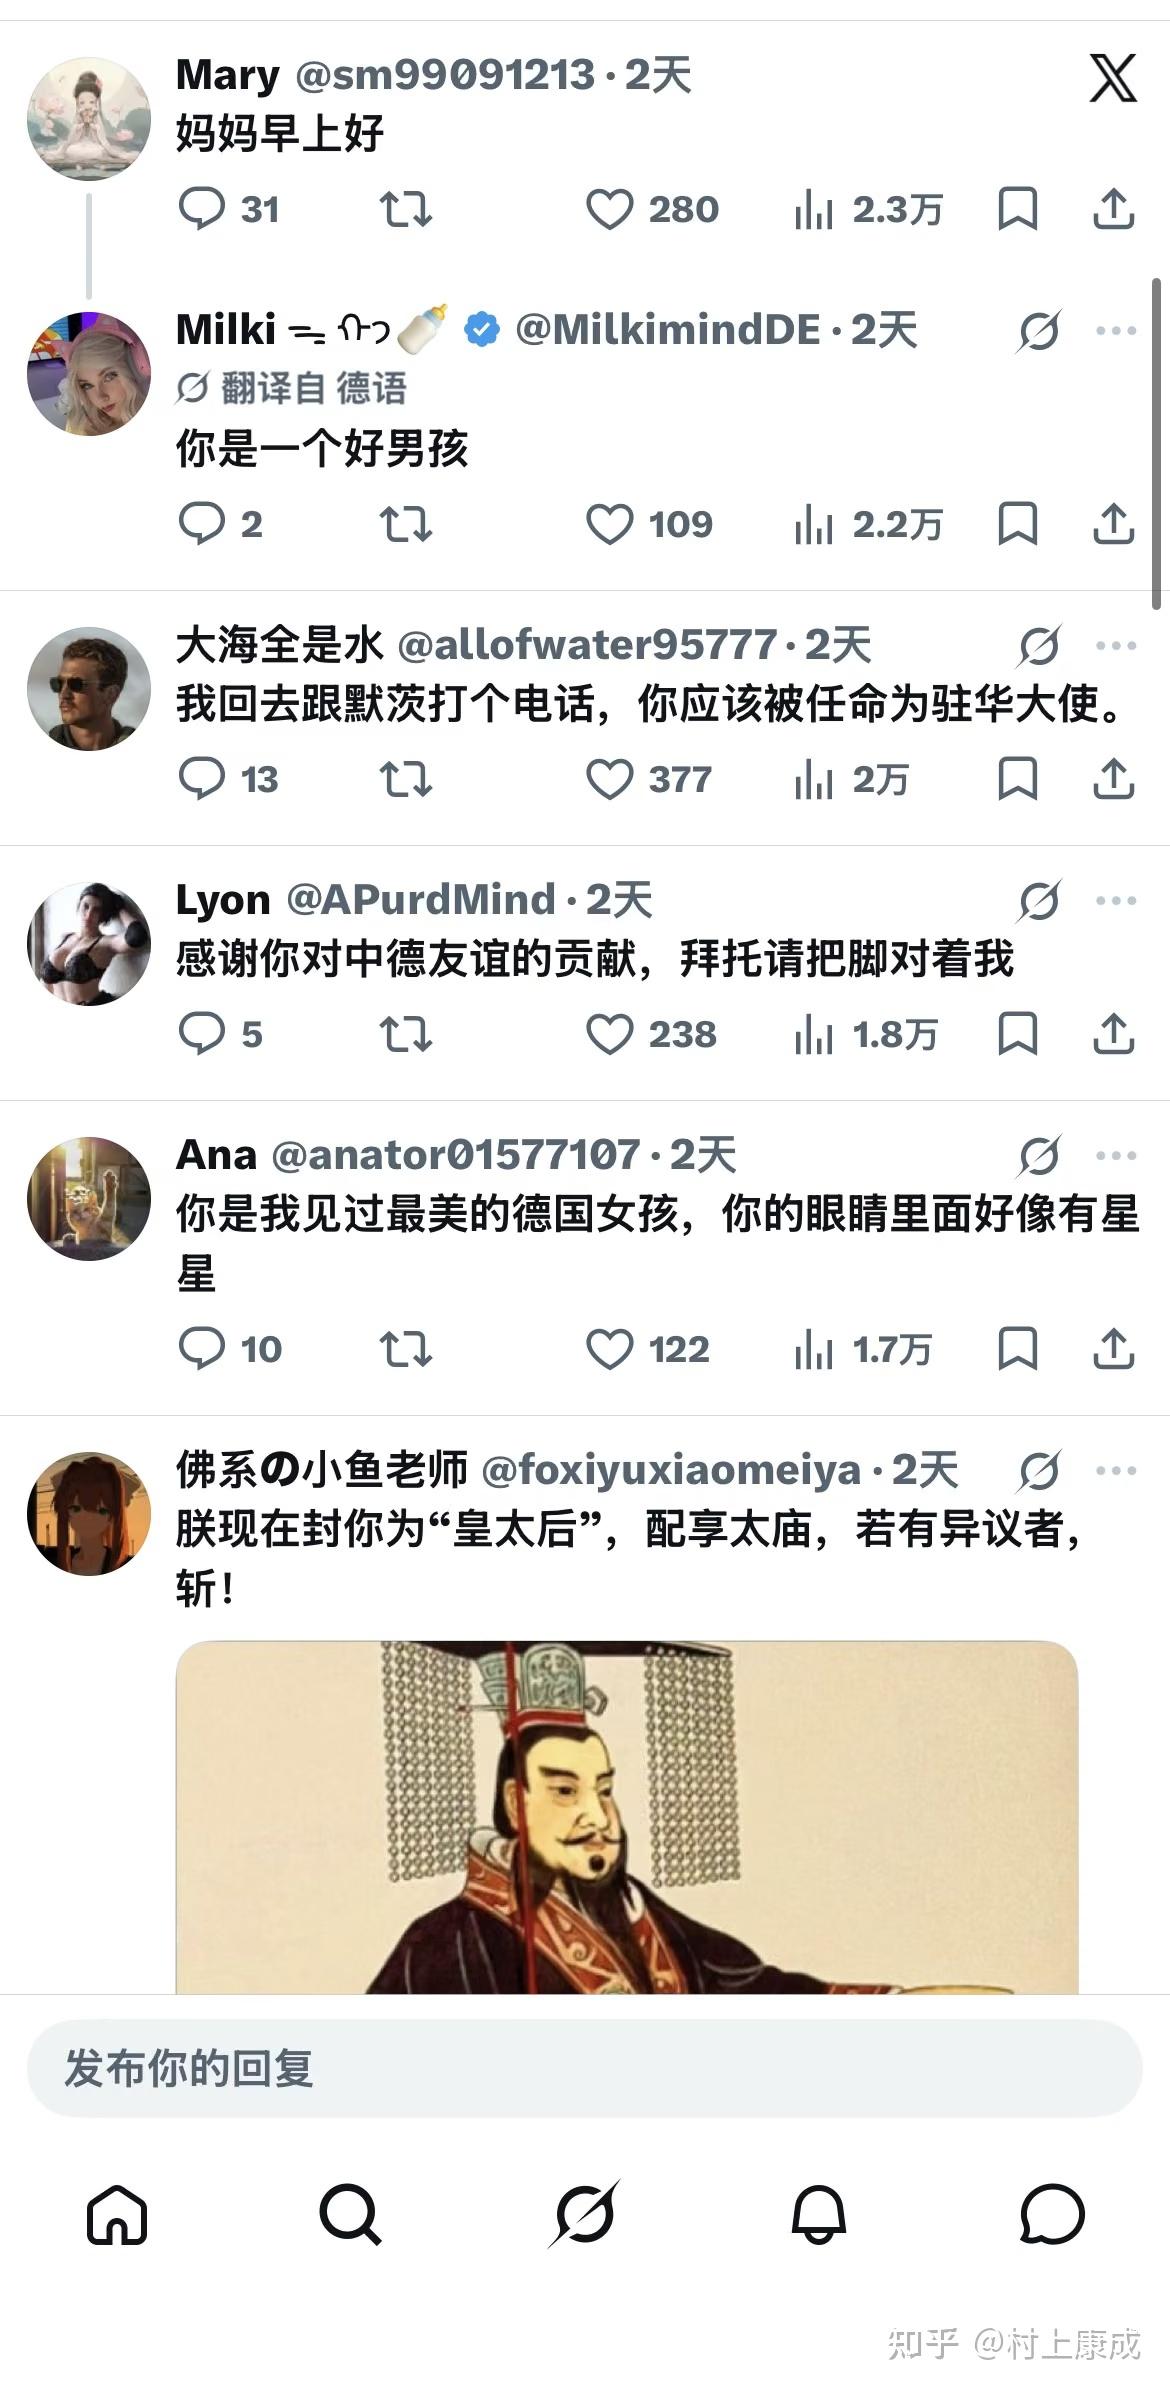 Mary @sm99091213·2天
妈妈早上好
31 280 2.3万
Milki @MilkimindDE·2天
翻译自 德语
你是一个好男孩
2 109 2.2万
大海全是水 @allofwater95777·2天
我回去跟默茨打个电话，你应该被任命为驻华大使。
13 377 2万
Lyon @APurdMind·2天
感谢你对中德友谊的贡献，拜托请把脚对着我
5 238 1.8万
Ana @anator01577107·2天
你是我见过最美的德国女孩，你的眼睛里面好像有星
星
10 122 1.7万
佛系の小鱼老师 @foxiyuxiaomeiya·2天
朕现在封你为“皇太后”，配享太庙，若有异议者，
斩！
发布你的回复
知乎 @村上康成